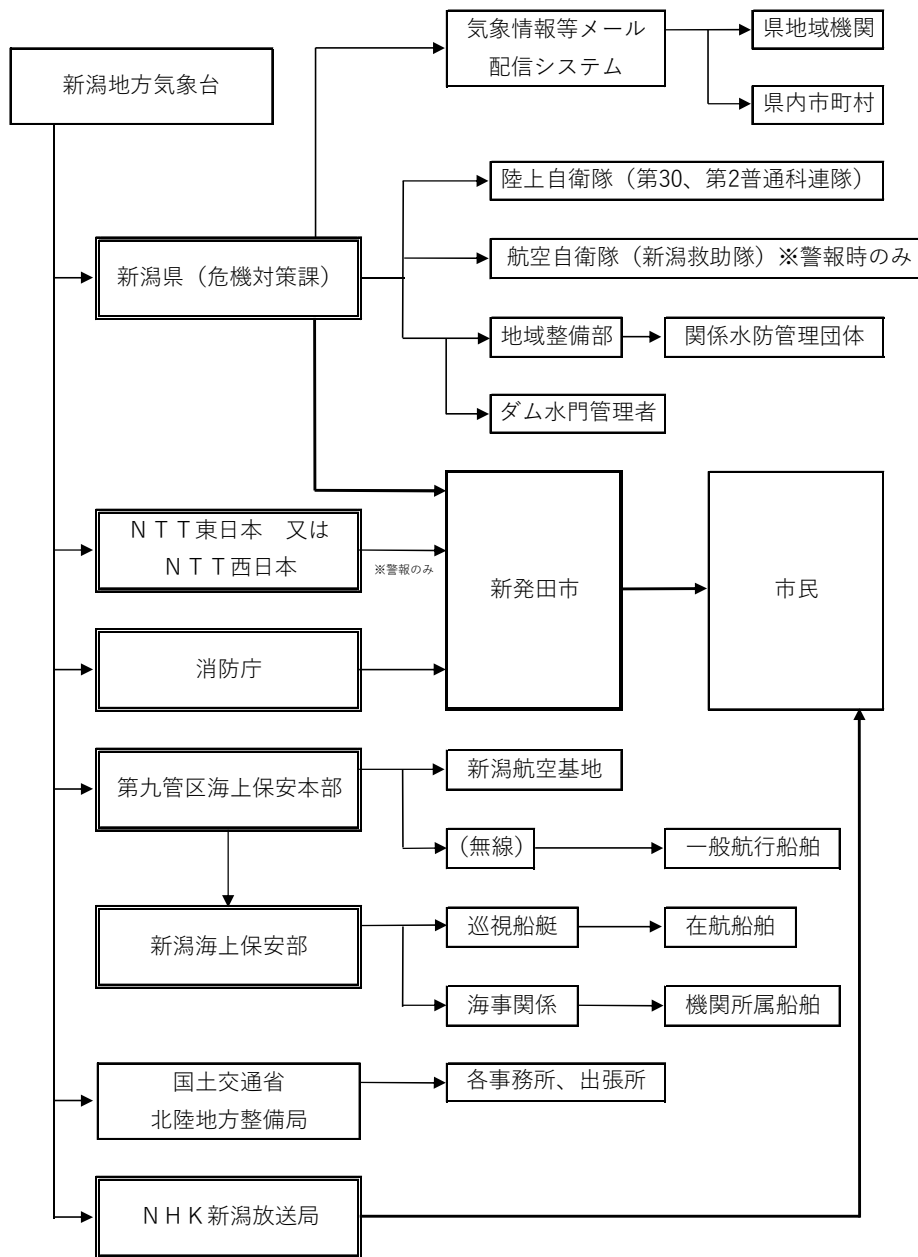 新潟地方気象台
気象情報等メール
配信システム
県地域機関
県内市町村
陸上自衛隊（第30、第2普通科連隊）
航空自衛隊（新潟救助隊）※警報時のみ
新潟県（危機対策課）
地域整備部
関係水防管理団体
ダム水門管理者
ＮＴＴ東日本　又は
ＮＴＴ西日本
※警報のみ
新発田市
市民
消防庁
第九管区海上保安本部
新潟航空基地
(無線)
一般航行船舶
新潟海上保安部
巡視船艇
在航船舶
海事関係
機関所属船舶
国土交通省
北陸地方整備局
各事務所、出張所
ＮＨＫ新潟放送局